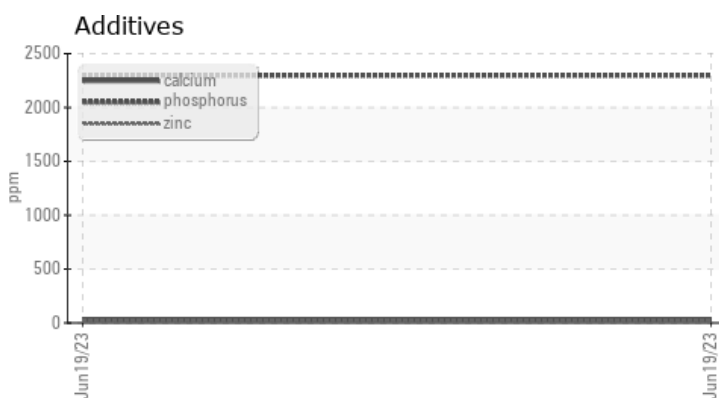 Additives
2500
2000
1500
1000
500
0
ppm
calcium
phosphorus
zinc
Jun19/23
Jun19/23